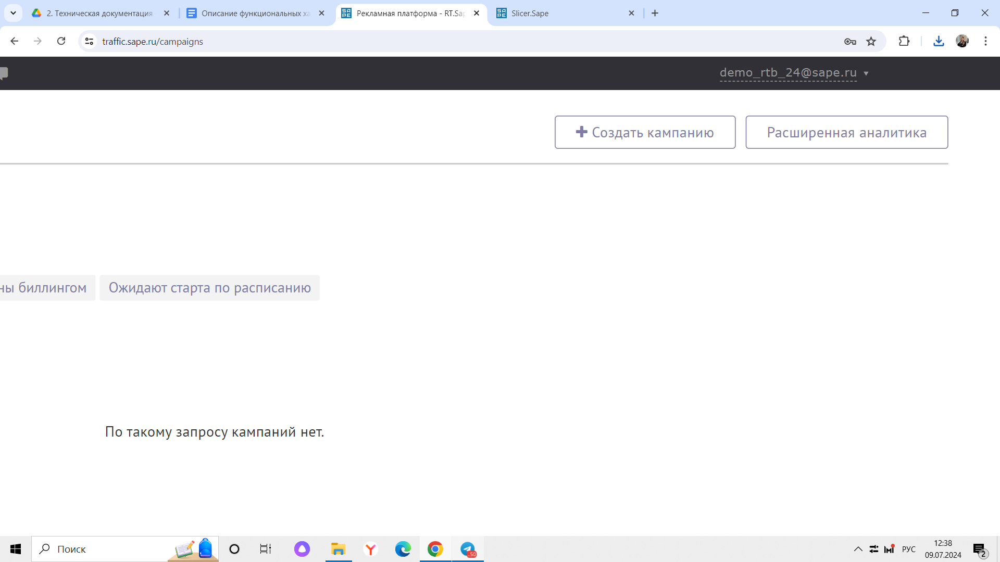 2. Техническая документация
Описание функциональных ха
Рекламная платформа - RT.Sap
Slicer.Sape
traffic.sape.ru/campaigns
demo_rtb_24@sape.ru
Создать кампанию
Расширенная аналитика
ны биллингом
Ожидают старта по расписанию
По такому запросу кампаний нет.
Поиск
..50
РУС
12:38
09.07.2024
2